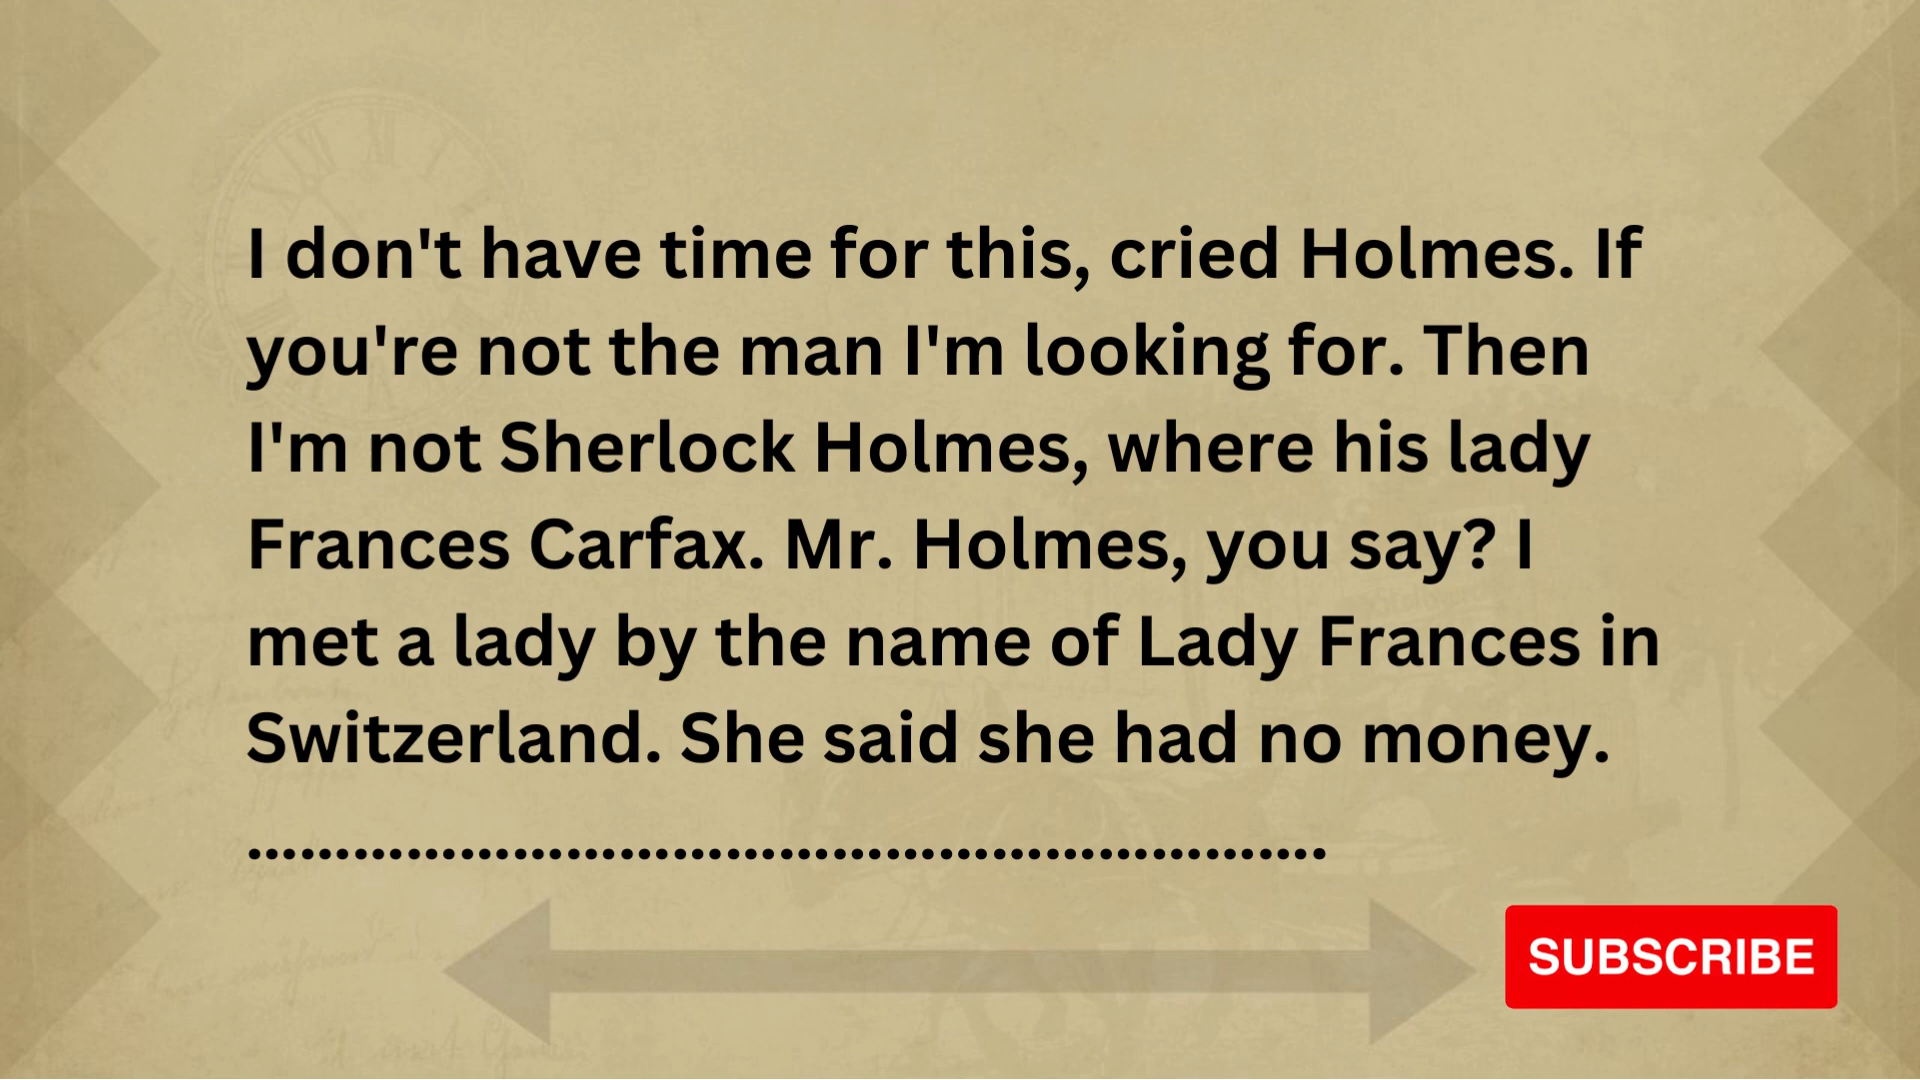 I don't have time for this, cried Holmes. If
you're not the man I'm looking for. Then
I'm not Sherlock Holmes, where his lady
Frances Carfax. Mr. Holmes, you say? I
met a lady by the name of Lady Frances in
Switzerland. She said she had no money.
.............................................................
SUBSCRIBE